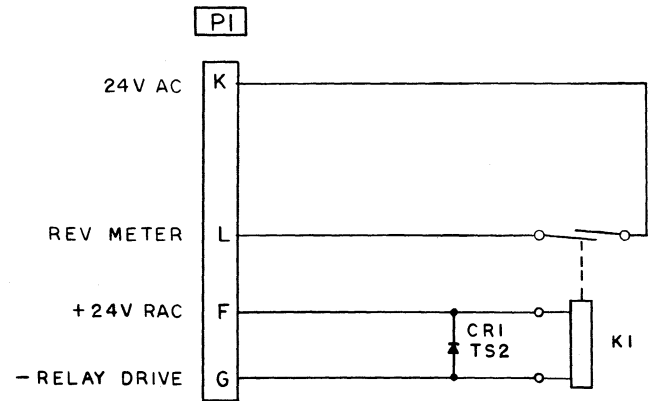 P1
24V AC K
REV METER L
+24V RAC F
CR1
TS2
K1
-RELAY DRIVE G